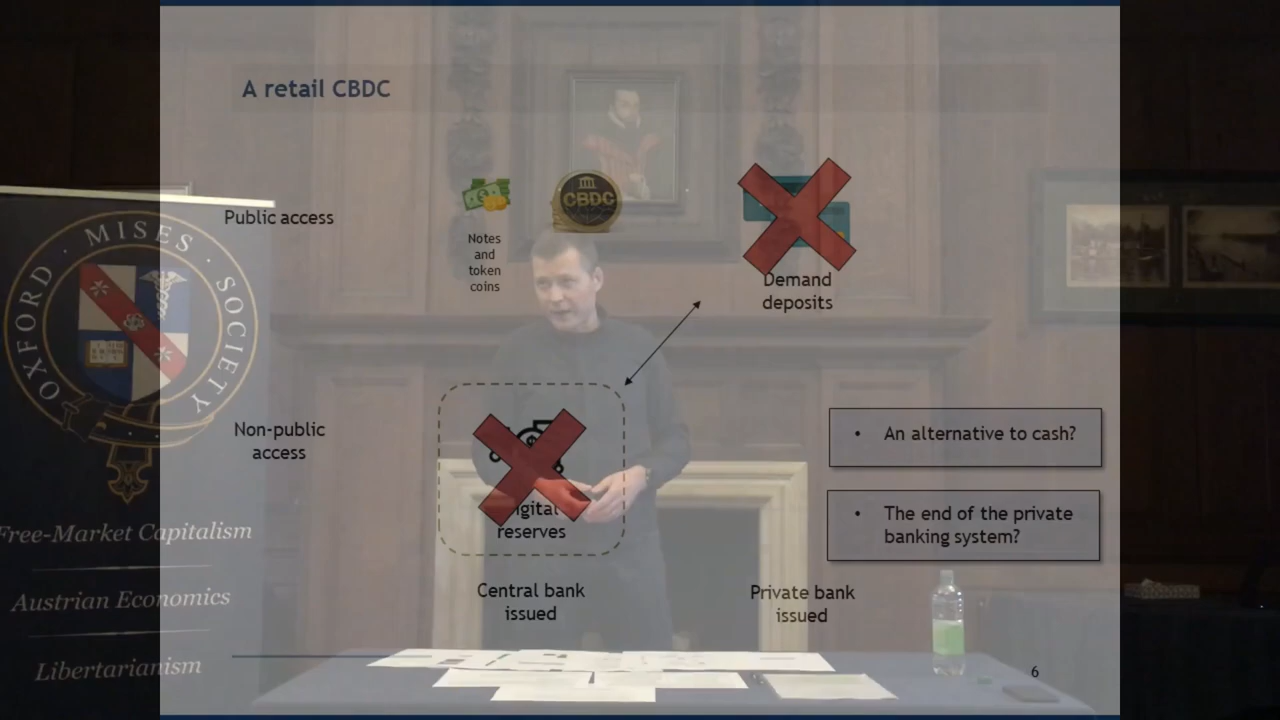 A retail CBDC
Public access
CBDC
Notes
and
token
coins
Demand
deposits
Non-public
access
reserves
An alternative to cash?
The end of the private
banking system?
Central bank
issued
Private bank
issued
6
OXFORD · MISES · SOCIETY
Free-Market Capitalism
Austrian Economics
Libertarianism